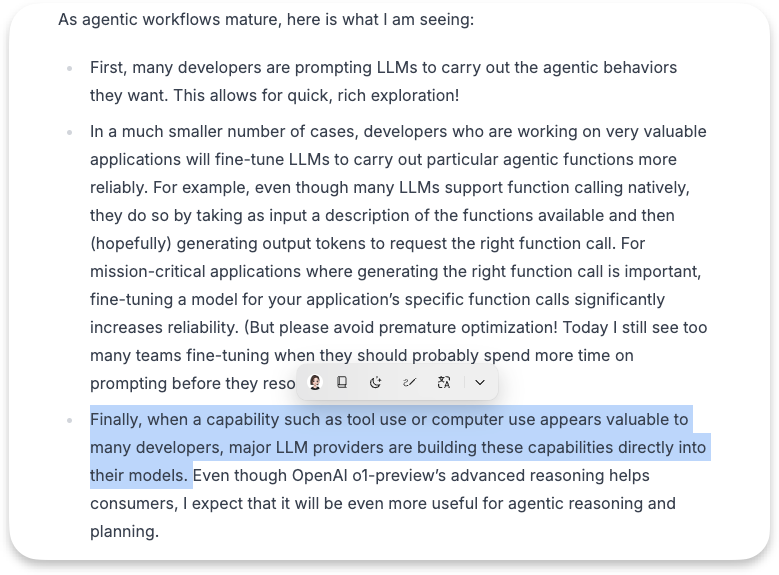 As agentic workflows mature, here is what I am seeing:
First, many developers are prompting LLMs to carry out the agentic behaviors
they want. This allows for quick, rich exploration!
In a much smaller number of cases, developers who are working on very valuable
applications will fine-tune LLMs to carry out particular agentic functions more
reliably. For example, even though many LLMs support function calling natively,
they do so by taking as input a description of the functions available and then
(hopefully) generating output tokens to request the right function call. For
mission-critical applications where generating the right function call is important,
fine-tuning a model for your application’s specific function calls significantly
increases reliability. (But please avoid premature optimization! Today I still see too
many teams fine-tuning when they should probably spend more time on
prompting before they reso
Finally, when a capability such as tool use or computer use appears valuable to
many developers, major LLM providers are building these capabilities directly into
their models. Even though OpenAI o1-preview’s advanced reasoning helps
consumers, I expect that it will be even more useful for agentic reasoning and
planning.